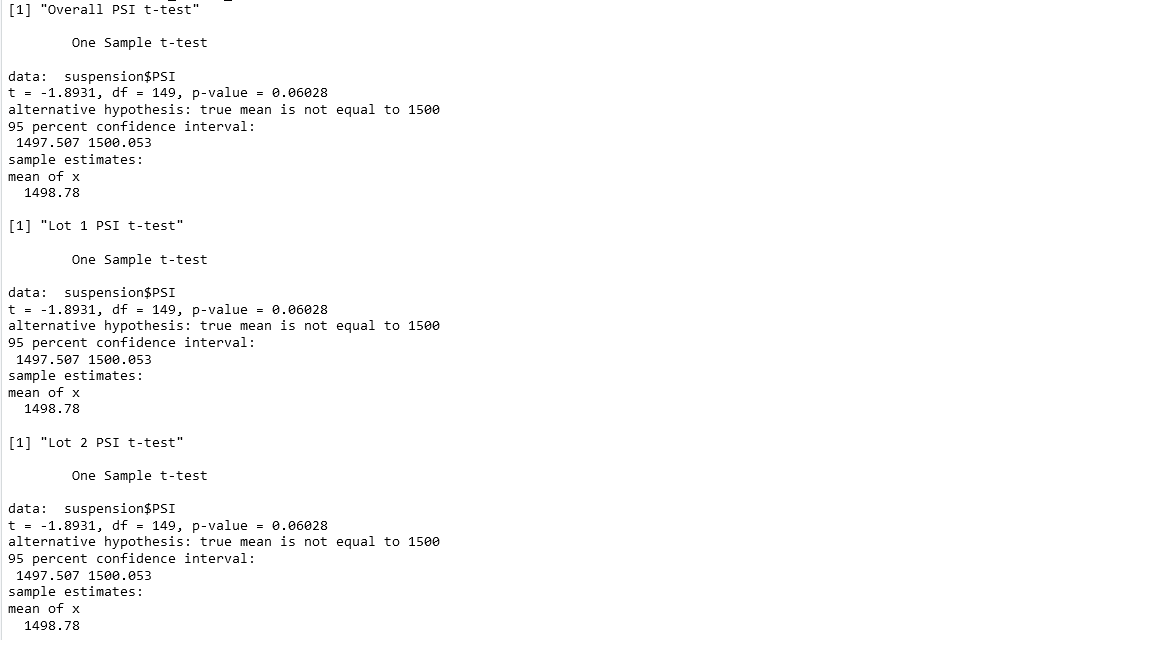 [1] "Overall PSI t-test"
One Sample t-test
data:  suspension$PSI
t = -1.8931, df = 149, p-value = 0.06028
alternative hypothesis: true mean is not equal to 1500
95 percent confidence interval:
1497.507 1500.053
sample estimates:
mean of x
1498.78
[1] "Lot 1 PSI t-test"
One Sample t-test
data:  suspension$PSI
t = -1.8931, df = 149, p-value = 0.06028
alternative hypothesis: true mean is not equal to 1500
95 percent confidence interval:
1497.507 1500.053
sample estimates:
mean of x
1498.78
[1] "Lot 2 PSI t-test"
One Sample t-test
data:  suspension$PSI
t = -1.8931, df = 149, p-value = 0.06028
alternative hypothesis: true mean is not equal to 1500
95 percent confidence interval:
1497.507 1500.053
sample estimates:
mean of x
1498.78